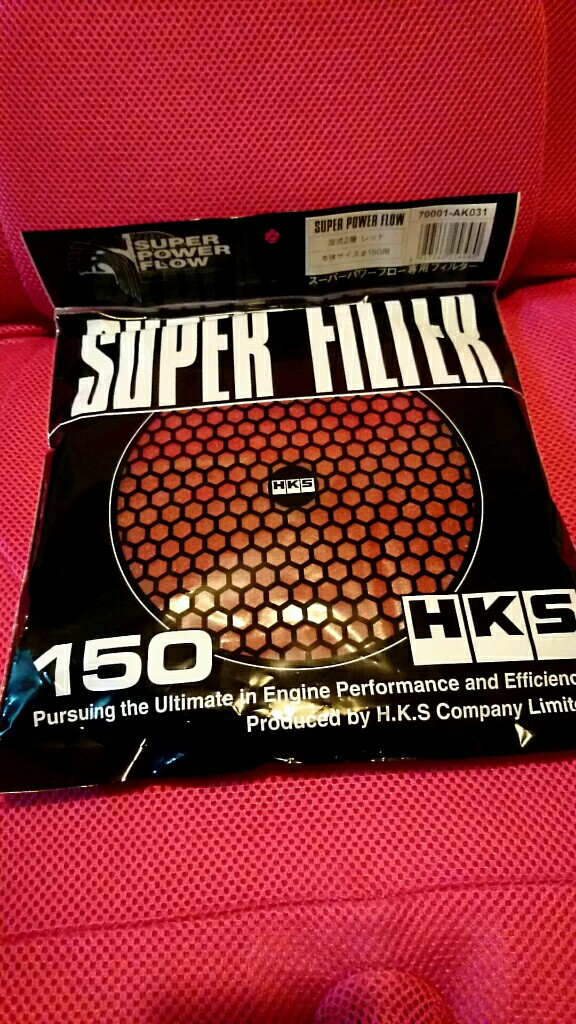 SUPER
POWER
FLOW
SUPER POWER FLOW
70001-AK031
湿式2層 レッド
本体サイズφ150用
スーパーパワーフロー専用フィルター
SUPER FILTER
HKS
150
HKS
Pursuing the Ultimate in Engine Performance and Efficienc
Produced by H.K.S Company Limite